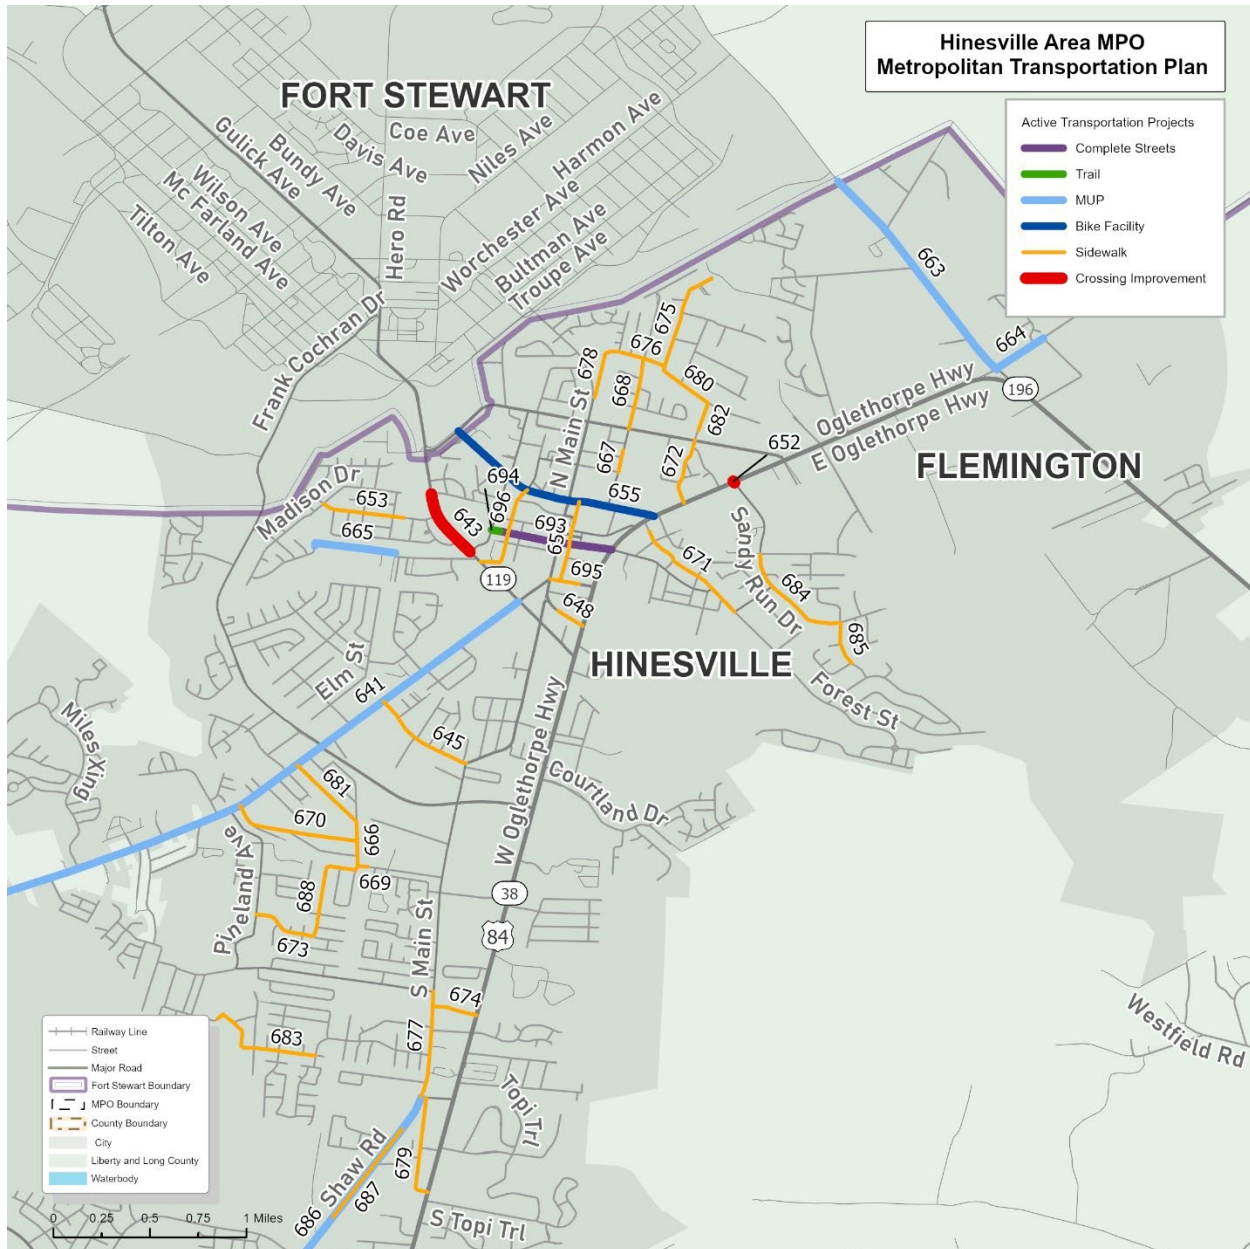 Hinesville Area MPO
Metropolitan Transportation Plan
Active Transportation Projects
Complete Streets
Trail
MUP
Bike Facility
Sidewalk
Crossing Improvement
FORT STEWART
Coe Ave
Davis Ave
Niles Ave
Harmon Ave
Bundy Ave
Gulick Ave
Wilson Ave
Mc Farland Ave
Tilton Ave
Hero Rd
Worchester Ave
Bultman Ave
Troupe Ave
Frank Cochran Dr
663
664
196
675
676
678
668
680
682
Oglethorpe Hwy
E Oglethorpe Hwy
652
FLEMINGTON
N Main St
667
672
694
696
655
Madison Dr
653
665
643
693
695
119
671
Sandy Run Dr
684
685
648
HINESVILLE
Elm St
641
Forest St
Miles Xing
645
W Oglethorpe Hwy
Courtland Dr
681
670
666
669
Pineland Ave
688
673
38
84
S Main St
674
677
683
Westfield Rd
Topi Trl
Shaw Rd
679
687
686
S Topi Trl
Railway Line
Street
Major Road
Fort Stewart Boundary
MPO Boundary
County Boundary
City
Liberty and Long County
Waterbody
0 0.25 0.5 0.75 1 Miles